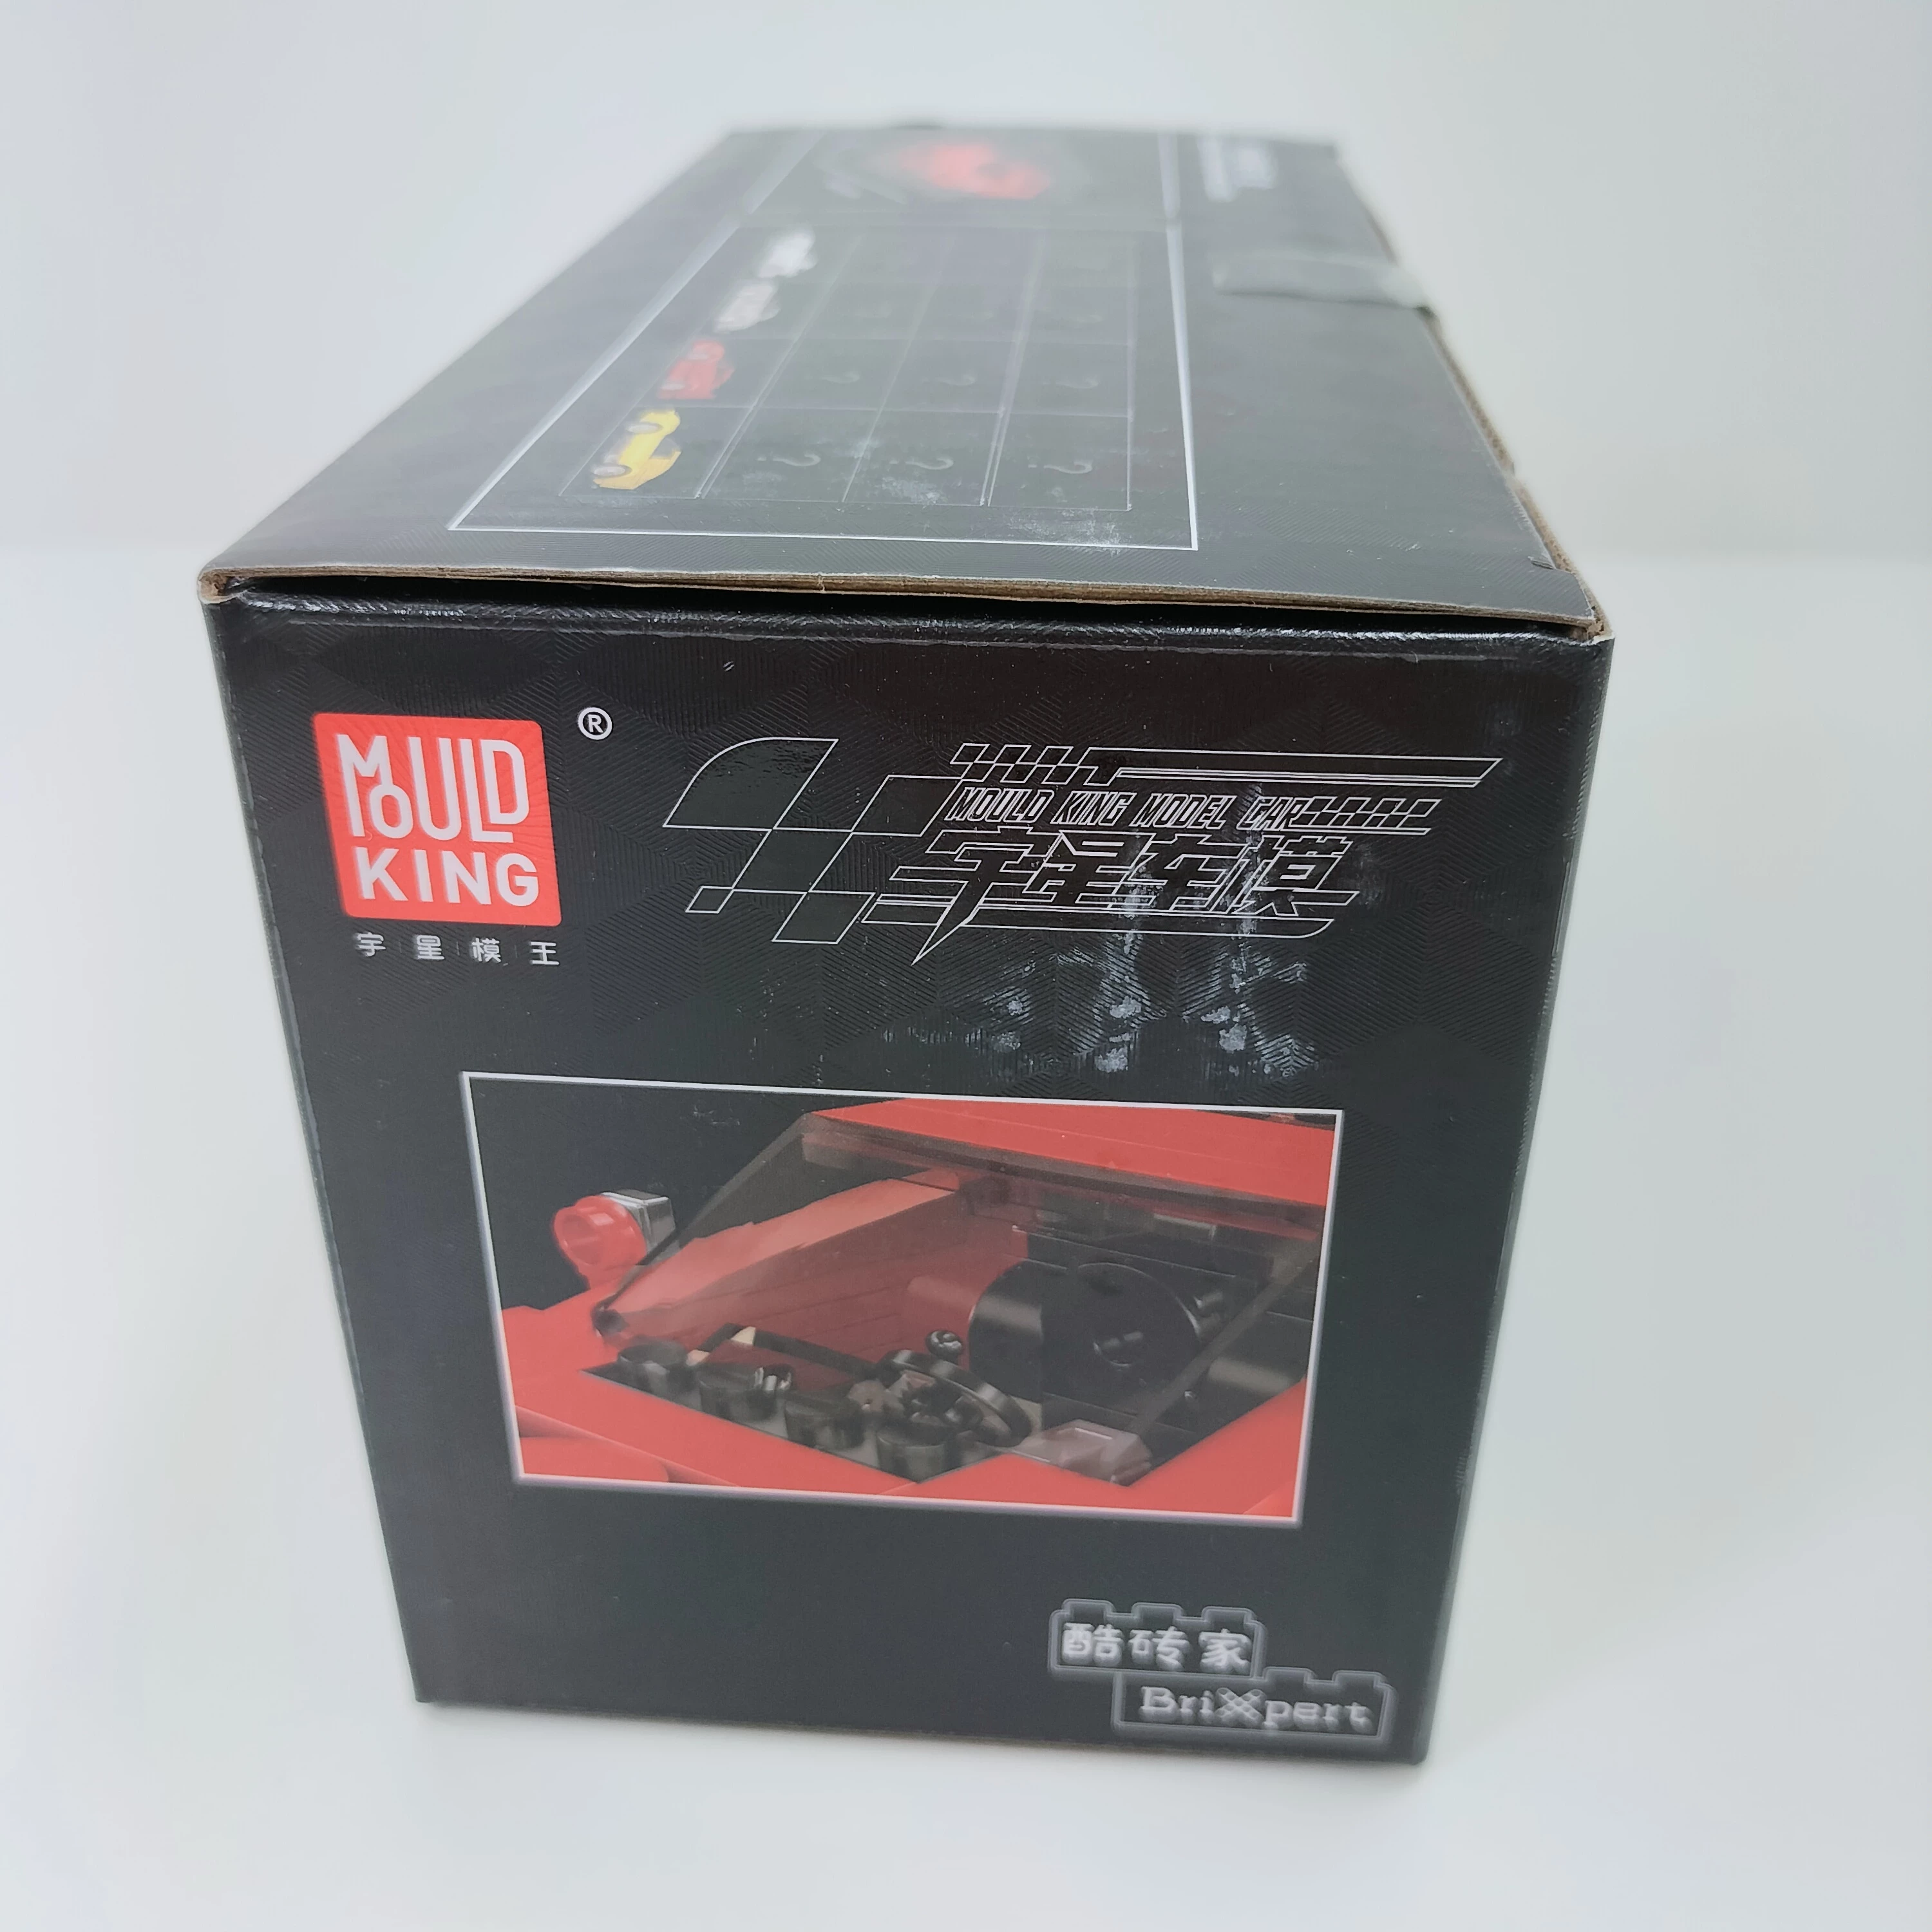 MOULD
KING
®
宇 星 模 王
MOULD KING MODEL CAR
宇星车模
? ? ?
? ? ?
酷砖家
BriXpert